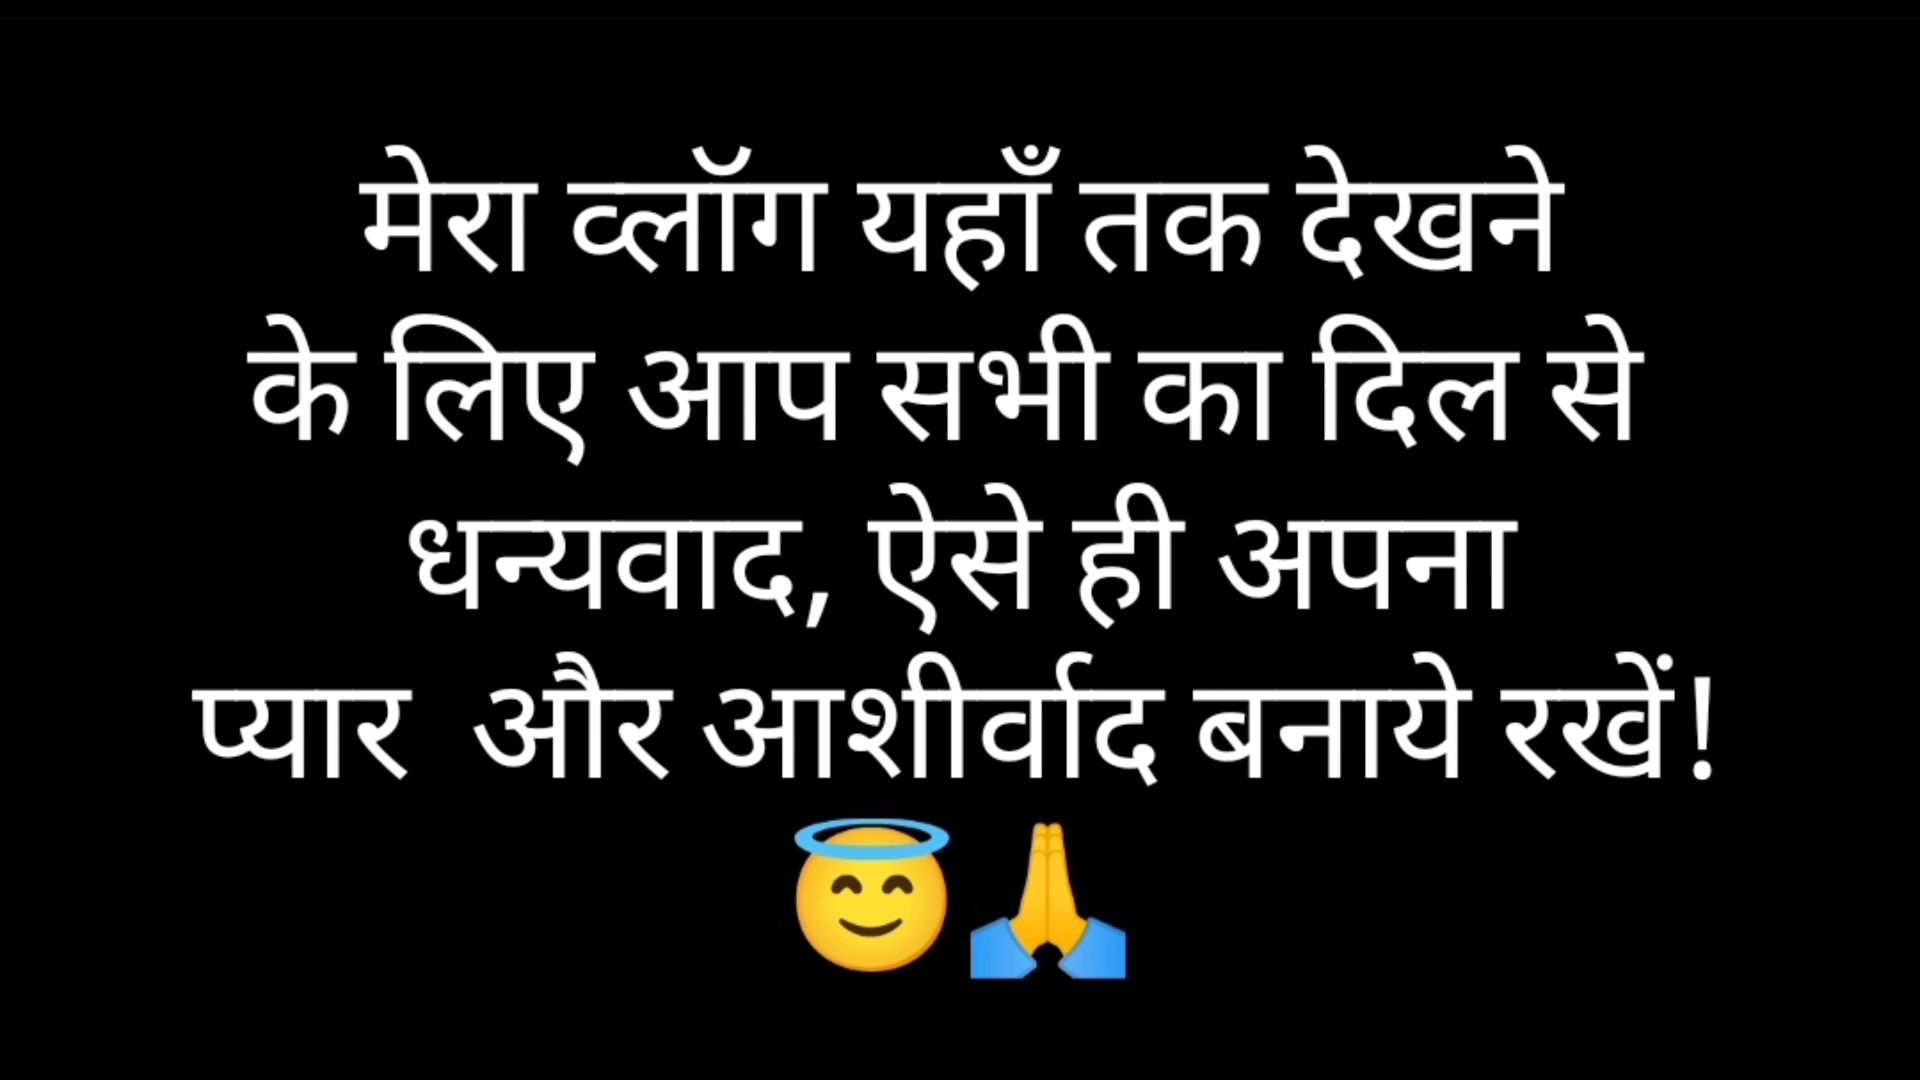 मेरा व्लॉग यहाँ तक देखने
के लिए आप सभी का दिल से
धन्यवाद, ऐसे ही अपना
प्यार  और आशीर्वाद बनाये रखें!
😇🙏